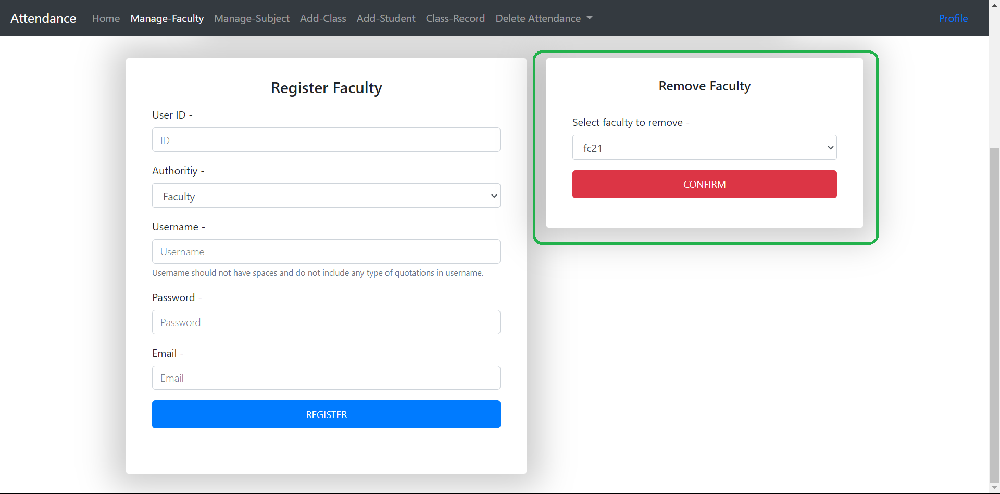 Attendance Home Manage-Faculty Manage-Subject Add-Class Add-Student Class-Record Delete Attendance Profile
Register Faculty
User ID -
ID
Authoritiy -
Faculty
Username -
Username
Username should not have spaces and do not include any type of quotations in username.
Password -
Password
Email -
Email
REGISTER
Remove Faculty
Select faculty to remove -
fc21
CONFIRM